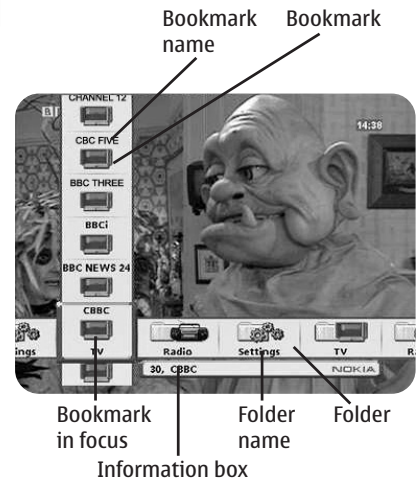 Bookmark name
Bookmark
CHANNEL 12
14:38
CBC FIVE
BBC THREE
BBCi
BBC NEWS 24
CBBC
ings
TV
Radio
Settings
TV
R
30, CBBC
NOKIA
Bookmark in focus
Folder name
Folder
Information box